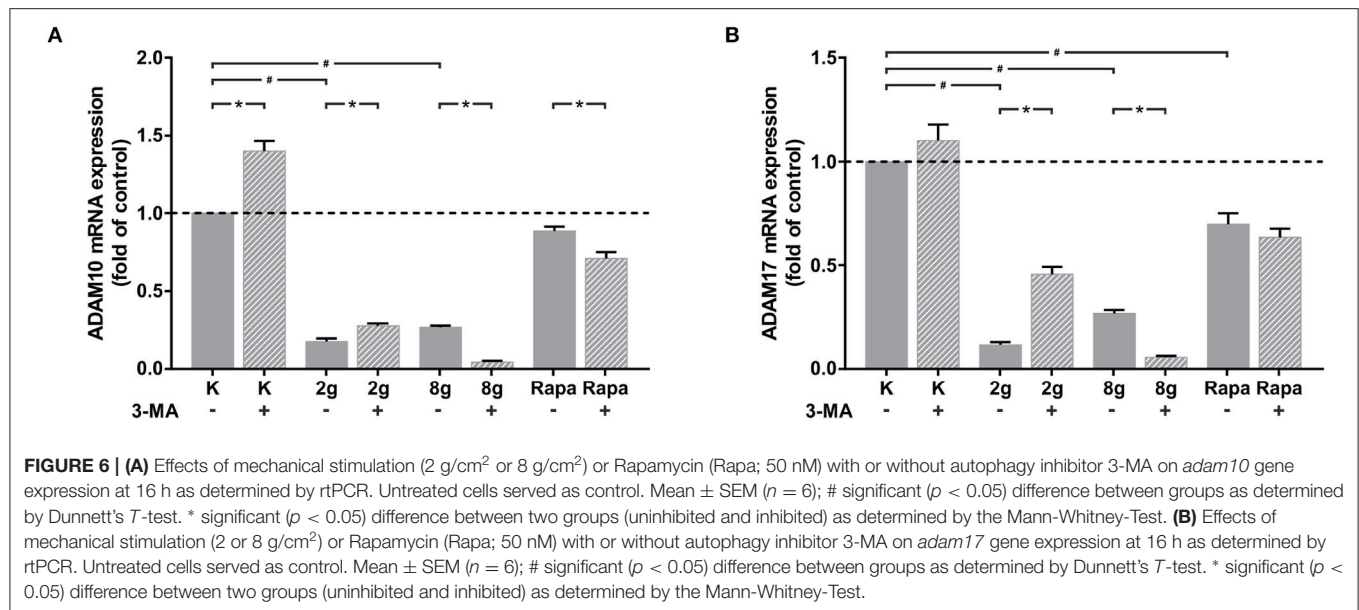 A
2.0
1.5
1.0
0.5
0.0
ADAM10 mRNA expression
(fold of control)
#
#
* * * *
K K 2g 2g 8g 8g Rapa Rapa
3-MA - + - + - + - +
B
1.5
1.0
0.5
0.0
ADAM17 mRNA expression
(fold of control)
#
#
#
* *
K K 2g 2g 8g 8g Rapa Rapa
3-MA - + - + - + - +
FIGURE 6 | (A) Effects of mechanical stimulation (2 g/cm² or 8 g/cm²) or Rapamycin (Rapa; 50 nM) with or without autophagy inhibitor 3-MA on adam10 gene
expression at 16 h as determined by rtPCR. Untreated cells served as control. Mean ± SEM (n = 6); # significant (p < 0.05) difference between groups as determined
by Dunnett's T-test. * significant (p < 0.05) difference between two groups (uninhibited and inhibited) as determined by the Mann-Whitney-Test. (B) Effects of
mechanical stimulation (2 or 8 g/cm²) or Rapamycin (Rapa; 50 nM) with or without autophagy inhibitor 3-MA on adam17 gene expression at 16 h as determined by
rtPCR. Untreated cells served as control. Mean ± SEM (n = 6); # significant (p < 0.05) difference between groups as determined by Dunnett's T-test. * significant (p <
0.05) difference between two groups (uninhibited and inhibited) as determined by the Mann-Whitney-Test.